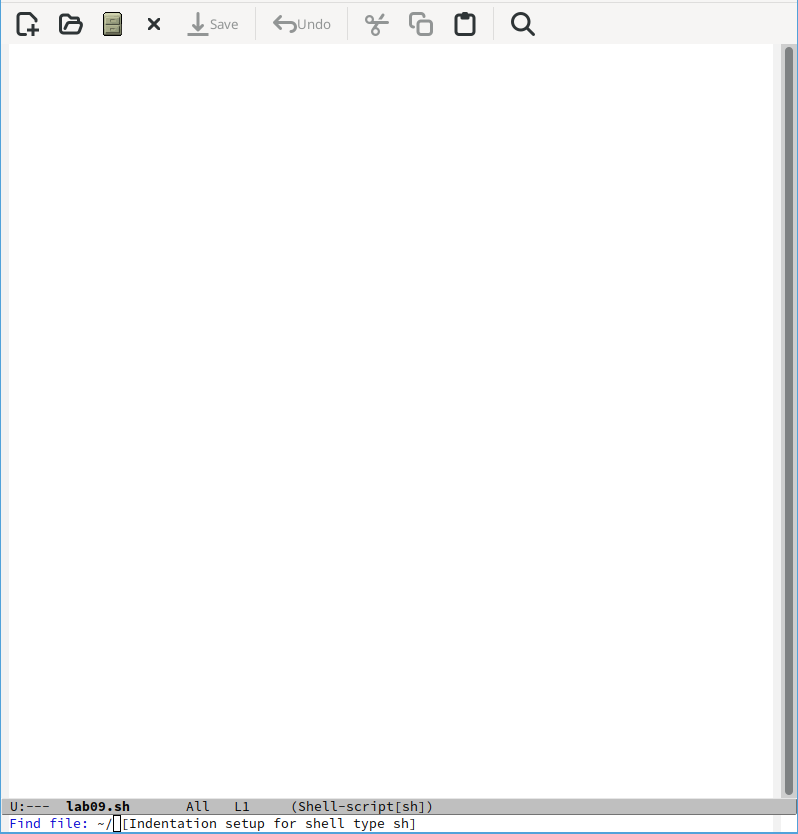 Save Undo
U:--- lab09.sh All L1 (Shell-script[sh])
Find file: ~/ [Indentation setup for shell type sh]